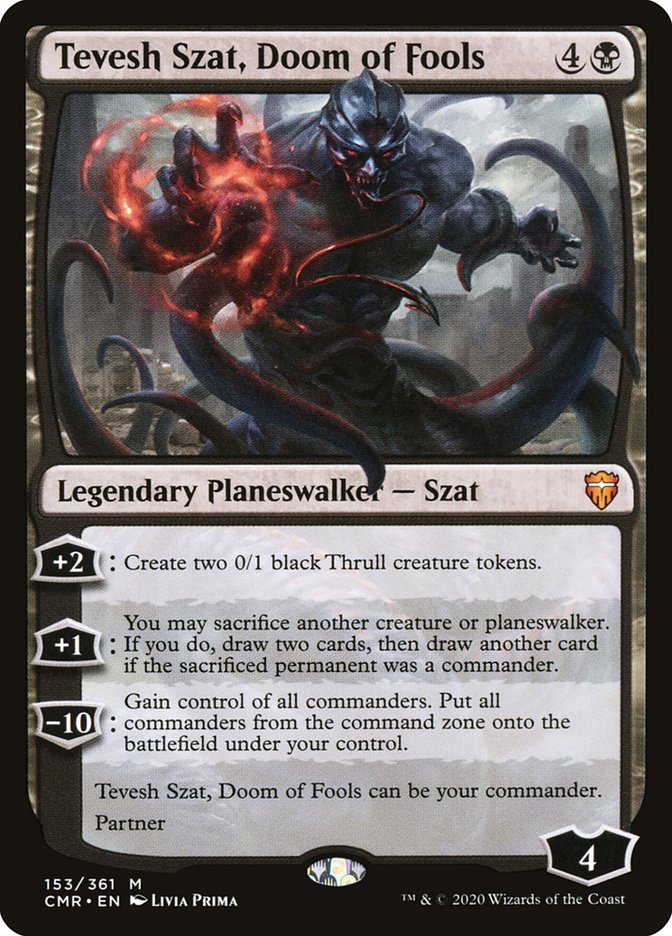 Tevesh Szat, Doom of Fools 4
Legendary Planeswalker — Szat
+2 : Create two 0/1 black Thrull creature tokens.
You may sacrifice another creature or planeswalker.
+1 : If you do, draw two cards, then draw another card
if the sacrificed permanent was a commander.
Gain control of all commanders. Put all
−10 : commanders from the command zone onto the
battlefield under your control.
Tevesh Szat, Doom of Fools can be your commander.
Partner
4
153/361 M
CMR • EN Livia Prima
™ & © 2020 Wizards of the Coast